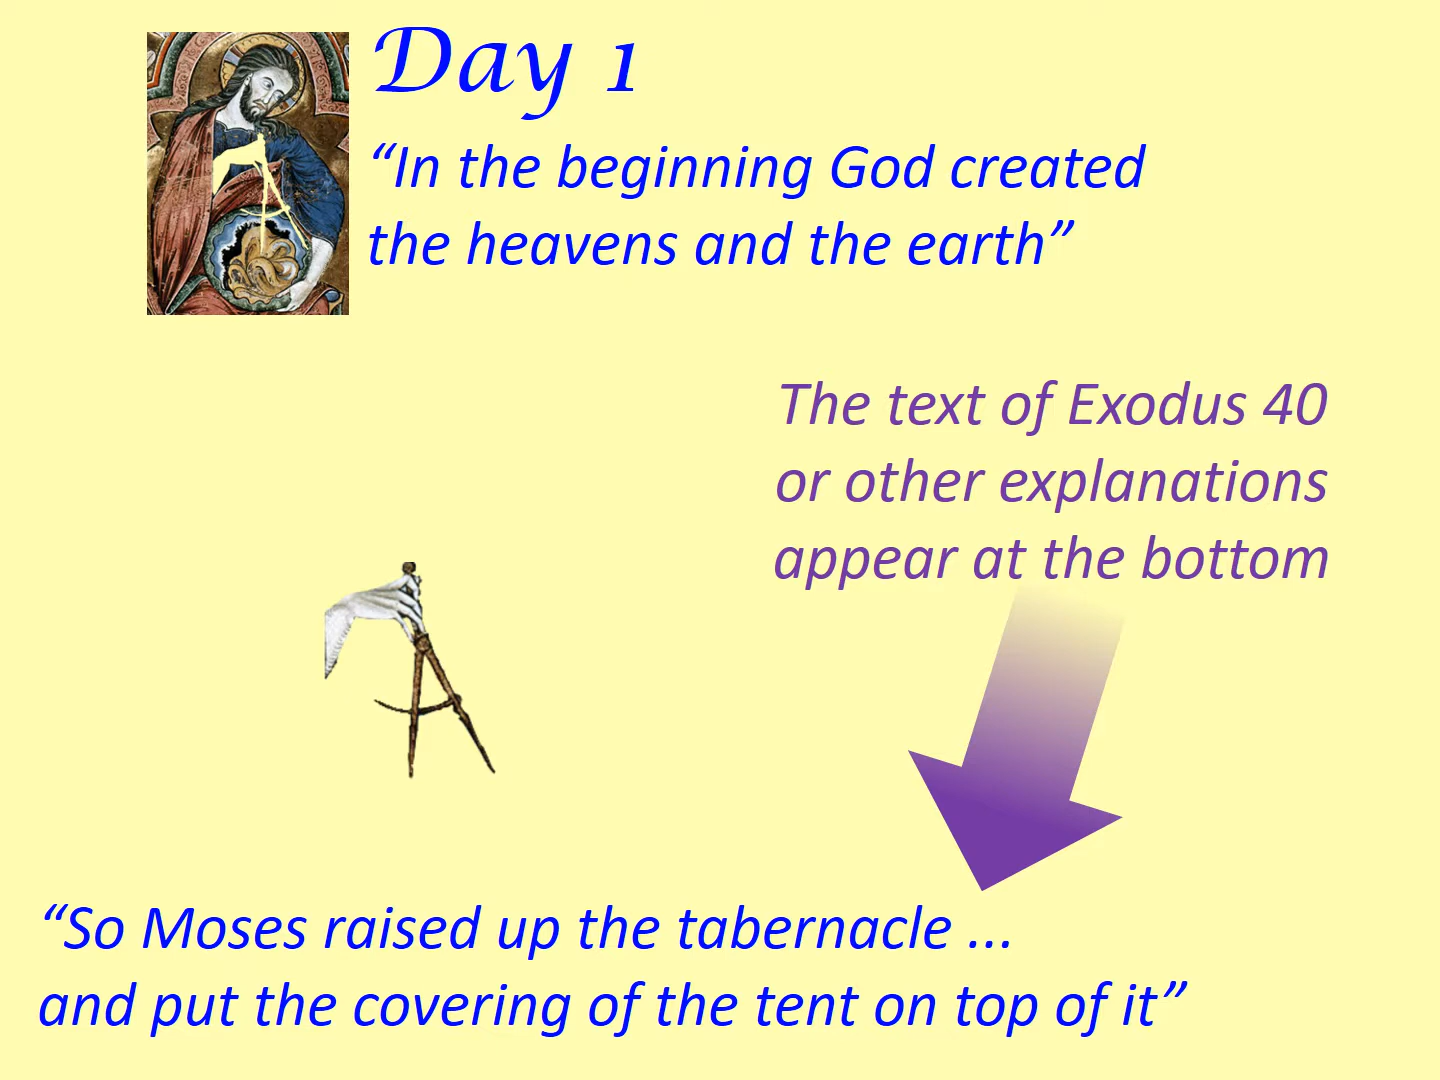 Day 1
“In the beginning God created
the heavens and the earth”
The text of Exodus 40
or other explanations
appear at the bottom
“So Moses raised up the tabernacle ...
and put the covering of the tent on top of it”